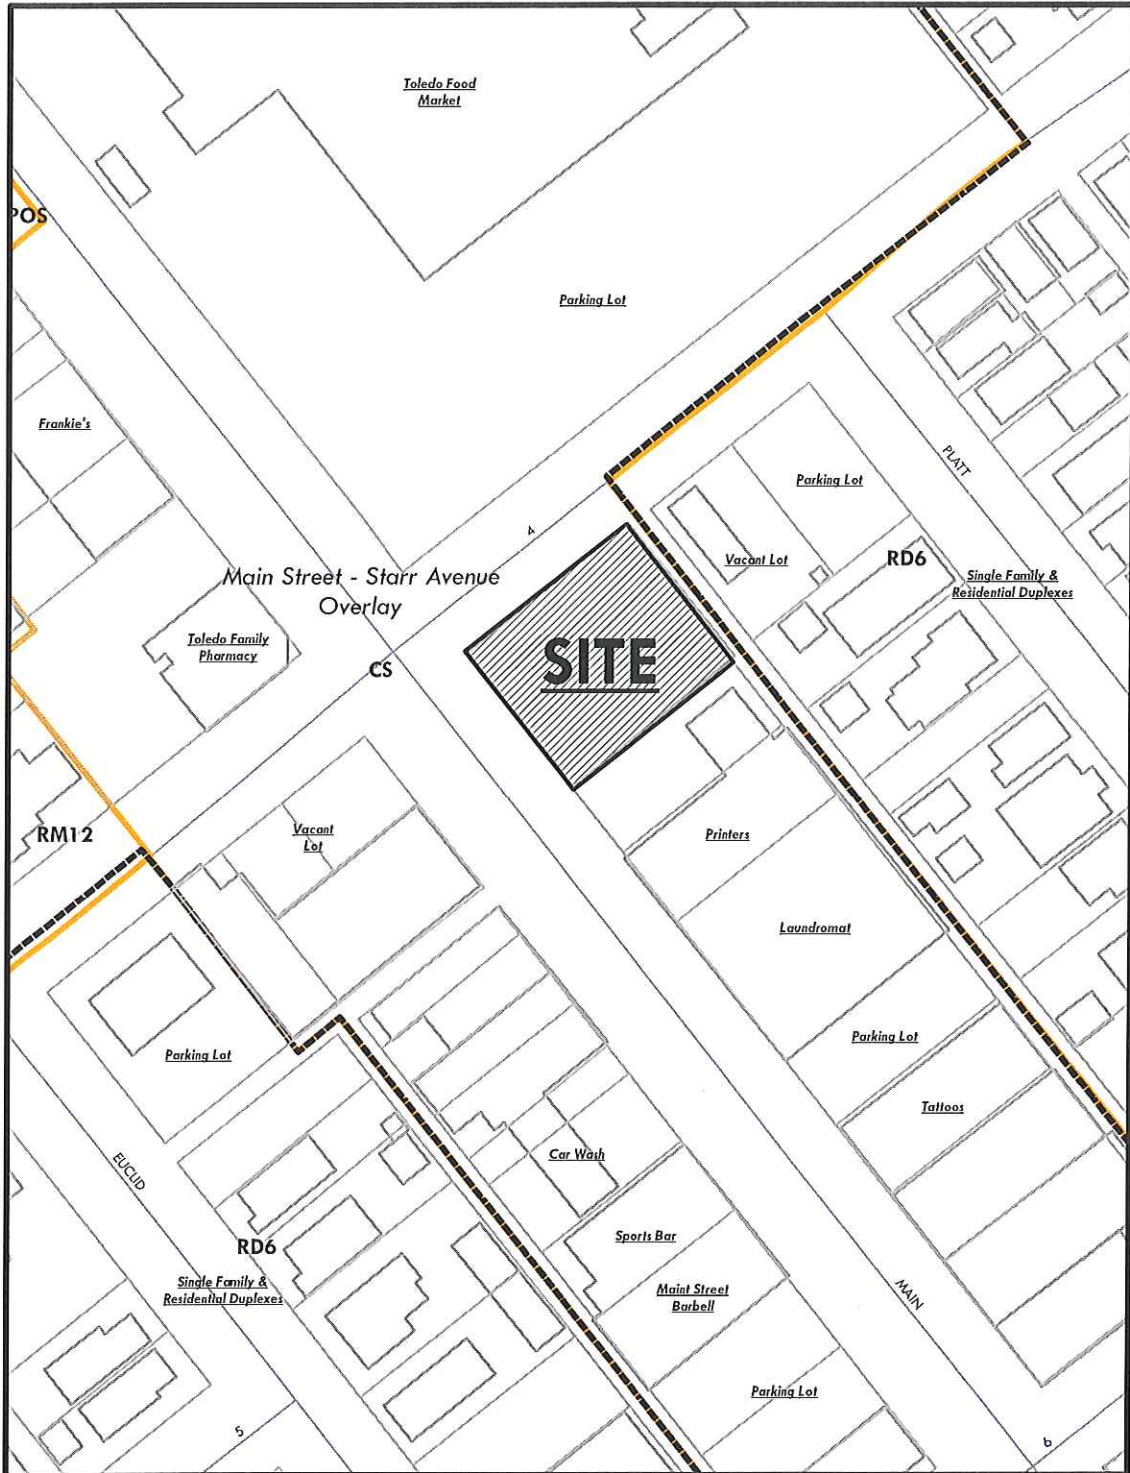 Toledo Food
Market
POS
Parking Lot
Frankie's
PLATT
Parking Lot
4
Vacant Lot
RD6
Single Family &
Residential Duplexes
Main Street - Starr Avenue
Overlay
Toledo Family
Pharmacy
CS
SITE
RM12
Vacant
Lot
Printers
Laundromat
Parking Lot
Parking Lot
Tattoos
EUCLID
Car Wash
RD6
Sports Bar
Single Family &
Residential Duplexes
Maint Street
Barbell
MAIN
Parking Lot
5
6